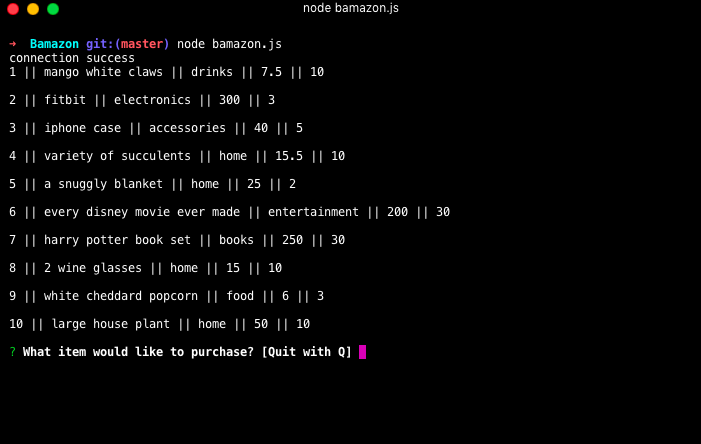 node bamazon.js
→ Bamazon git:(master) node bamazon.js
connection success
1 || mango white claws || drinks || 7.5 || 10
2 || fitbit || electronics || 300 || 3
3 || iphone case || accessories || 40 || 5
4 || variety of succulents || home || 15.5 || 10
5 || a snuggly blanket || home || 25 || 2
6 || every disney movie ever made || entertainment || 200 || 30
7 || harry potter book set || books || 250 || 30
8 || 2 wine glasses || home || 15 || 10
9 || white cheddard popcorn || food || 6 || 3
10 || large house plant || home || 50 || 10
? What item would like to purchase? [Quit with Q]